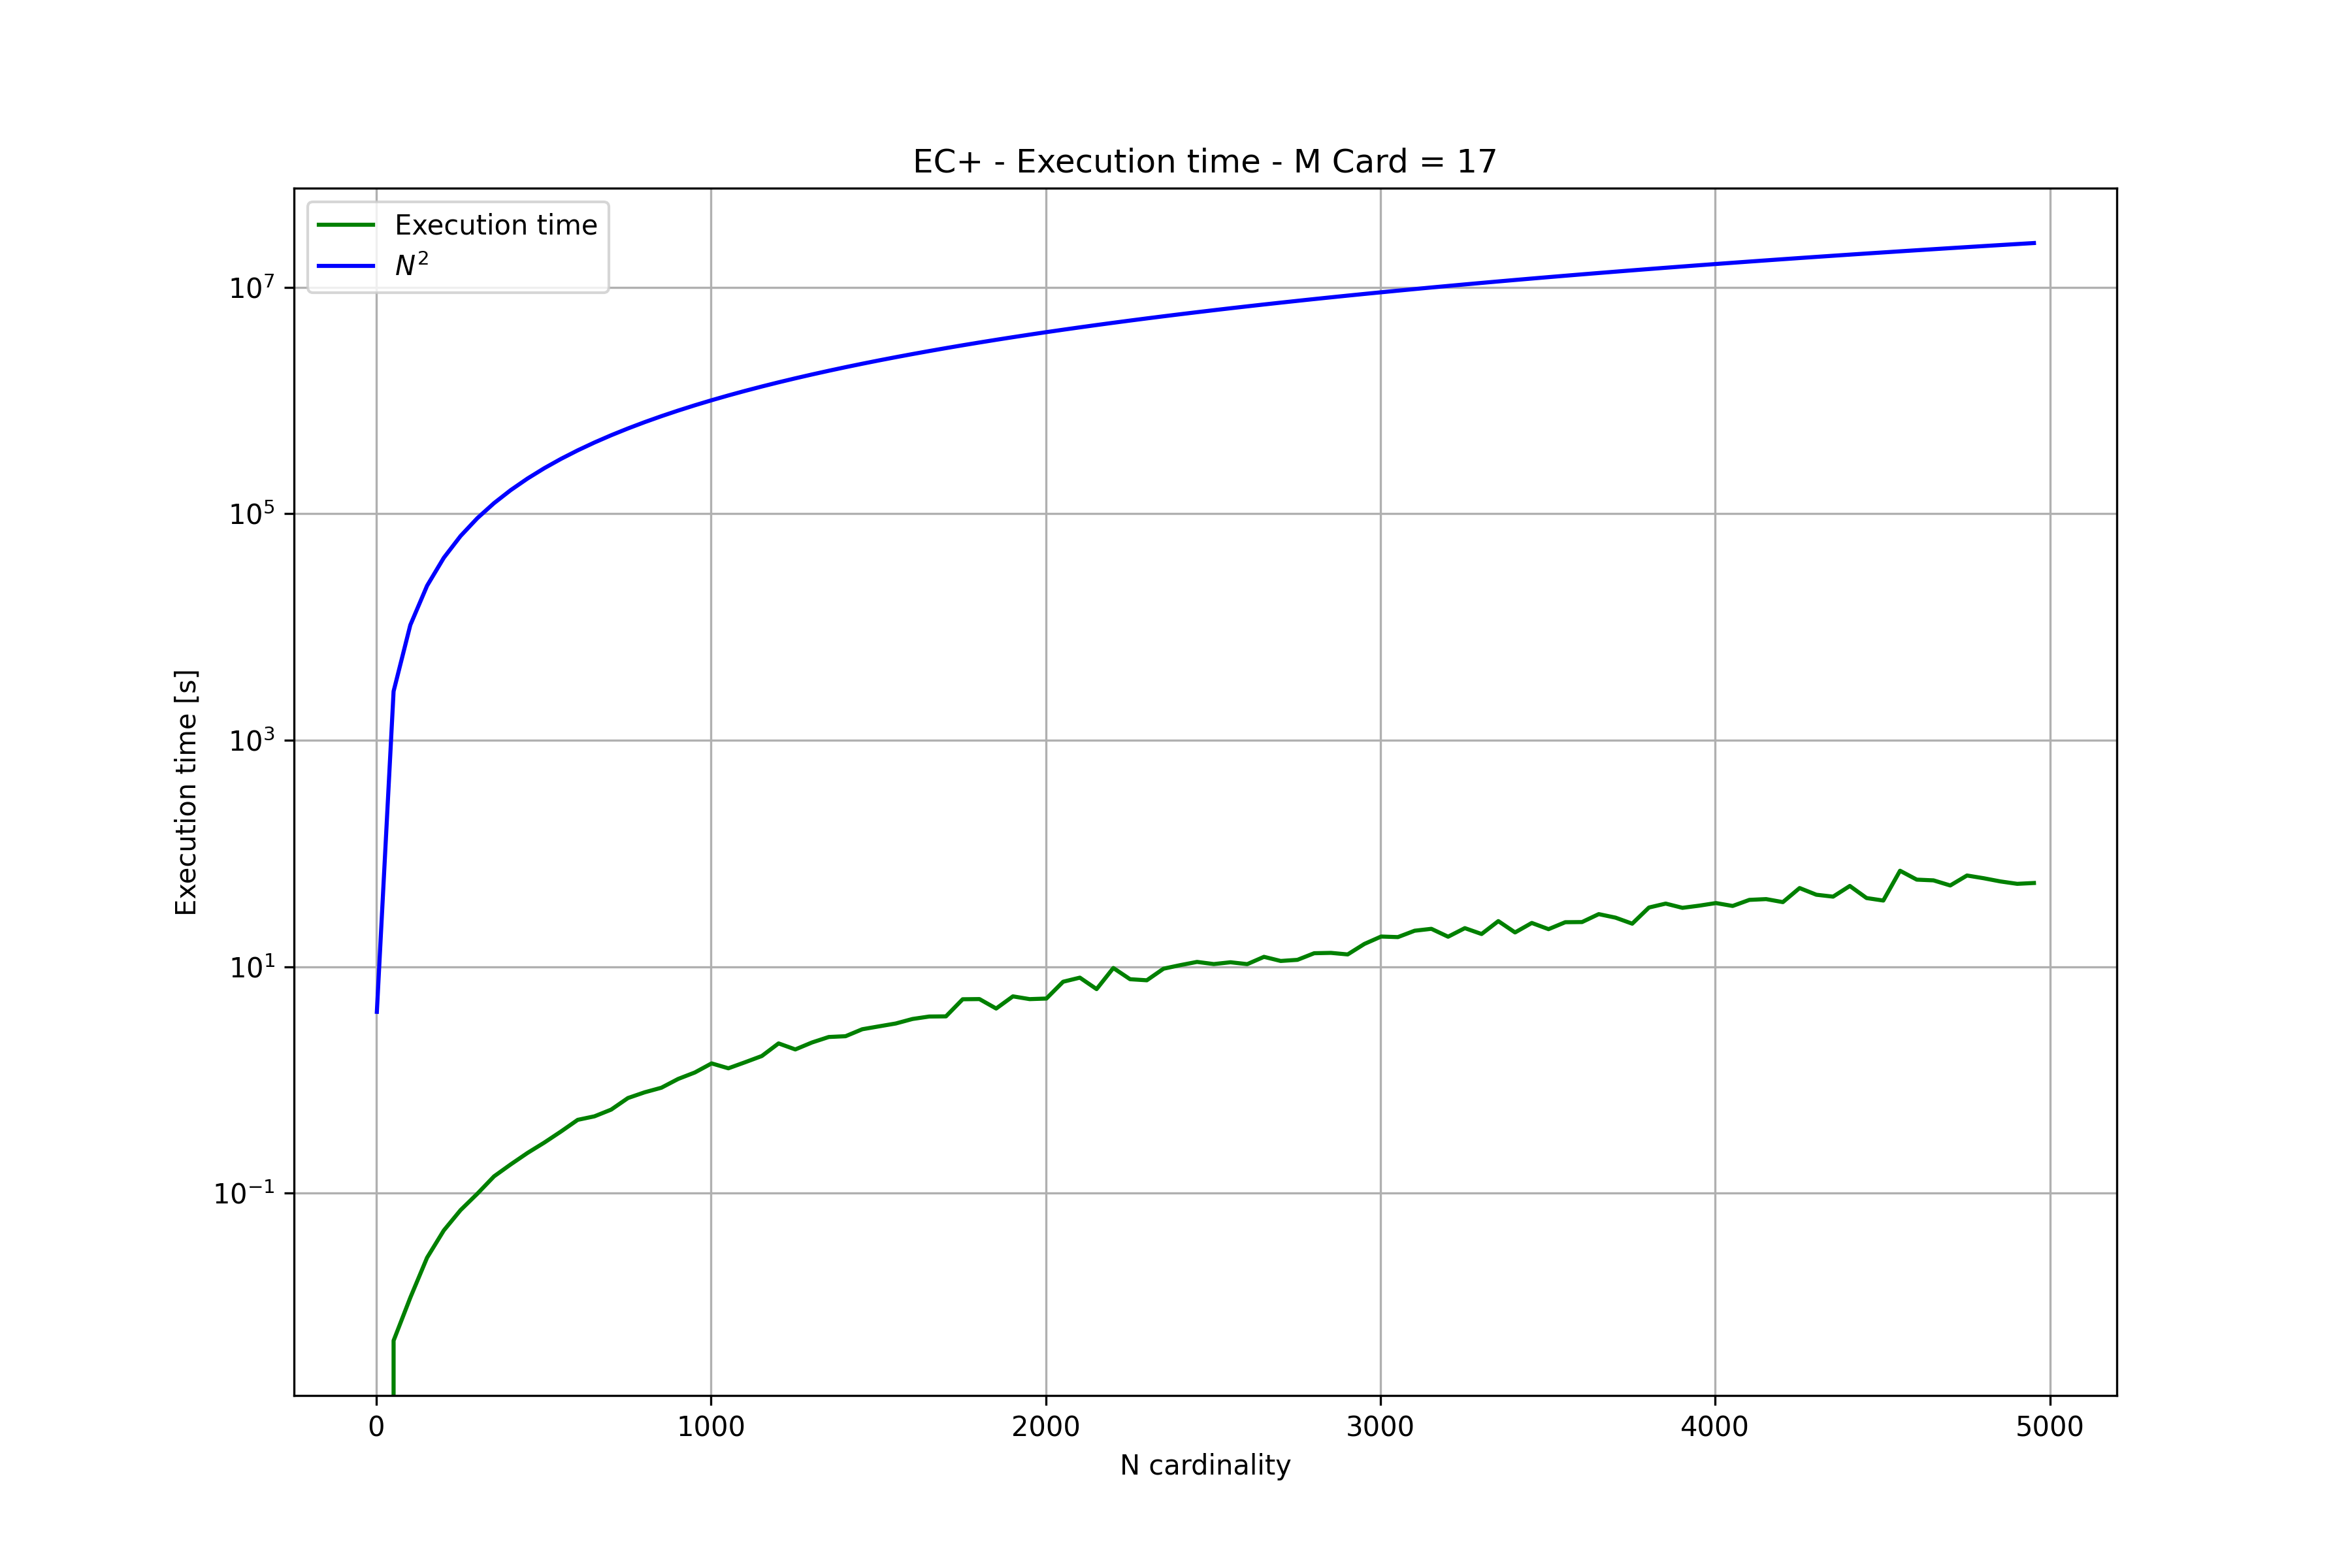 EC+ - Execution time - M Card = 17
Execution time
N²
10⁷
10⁵
10³
10¹
10⁻¹
Execution time [s]
0 1000 2000 3000 4000 5000
N cardinality